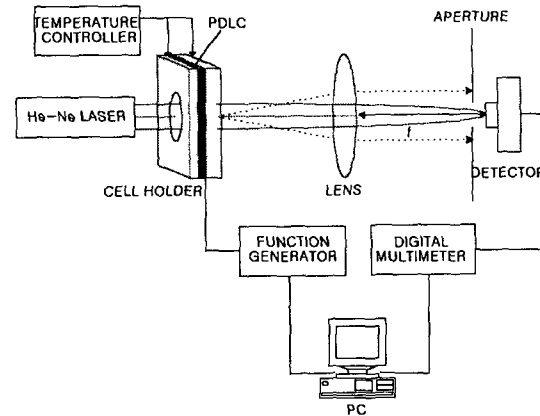 TEMPERATURE
CONTROLLER
PDLC
APERTURE
He-Ne LASER
f
DETECTOR
CELL HOLDER
LENS
FUNCTION
GENERATOR
DIGITAL
MULTIMETER
PC